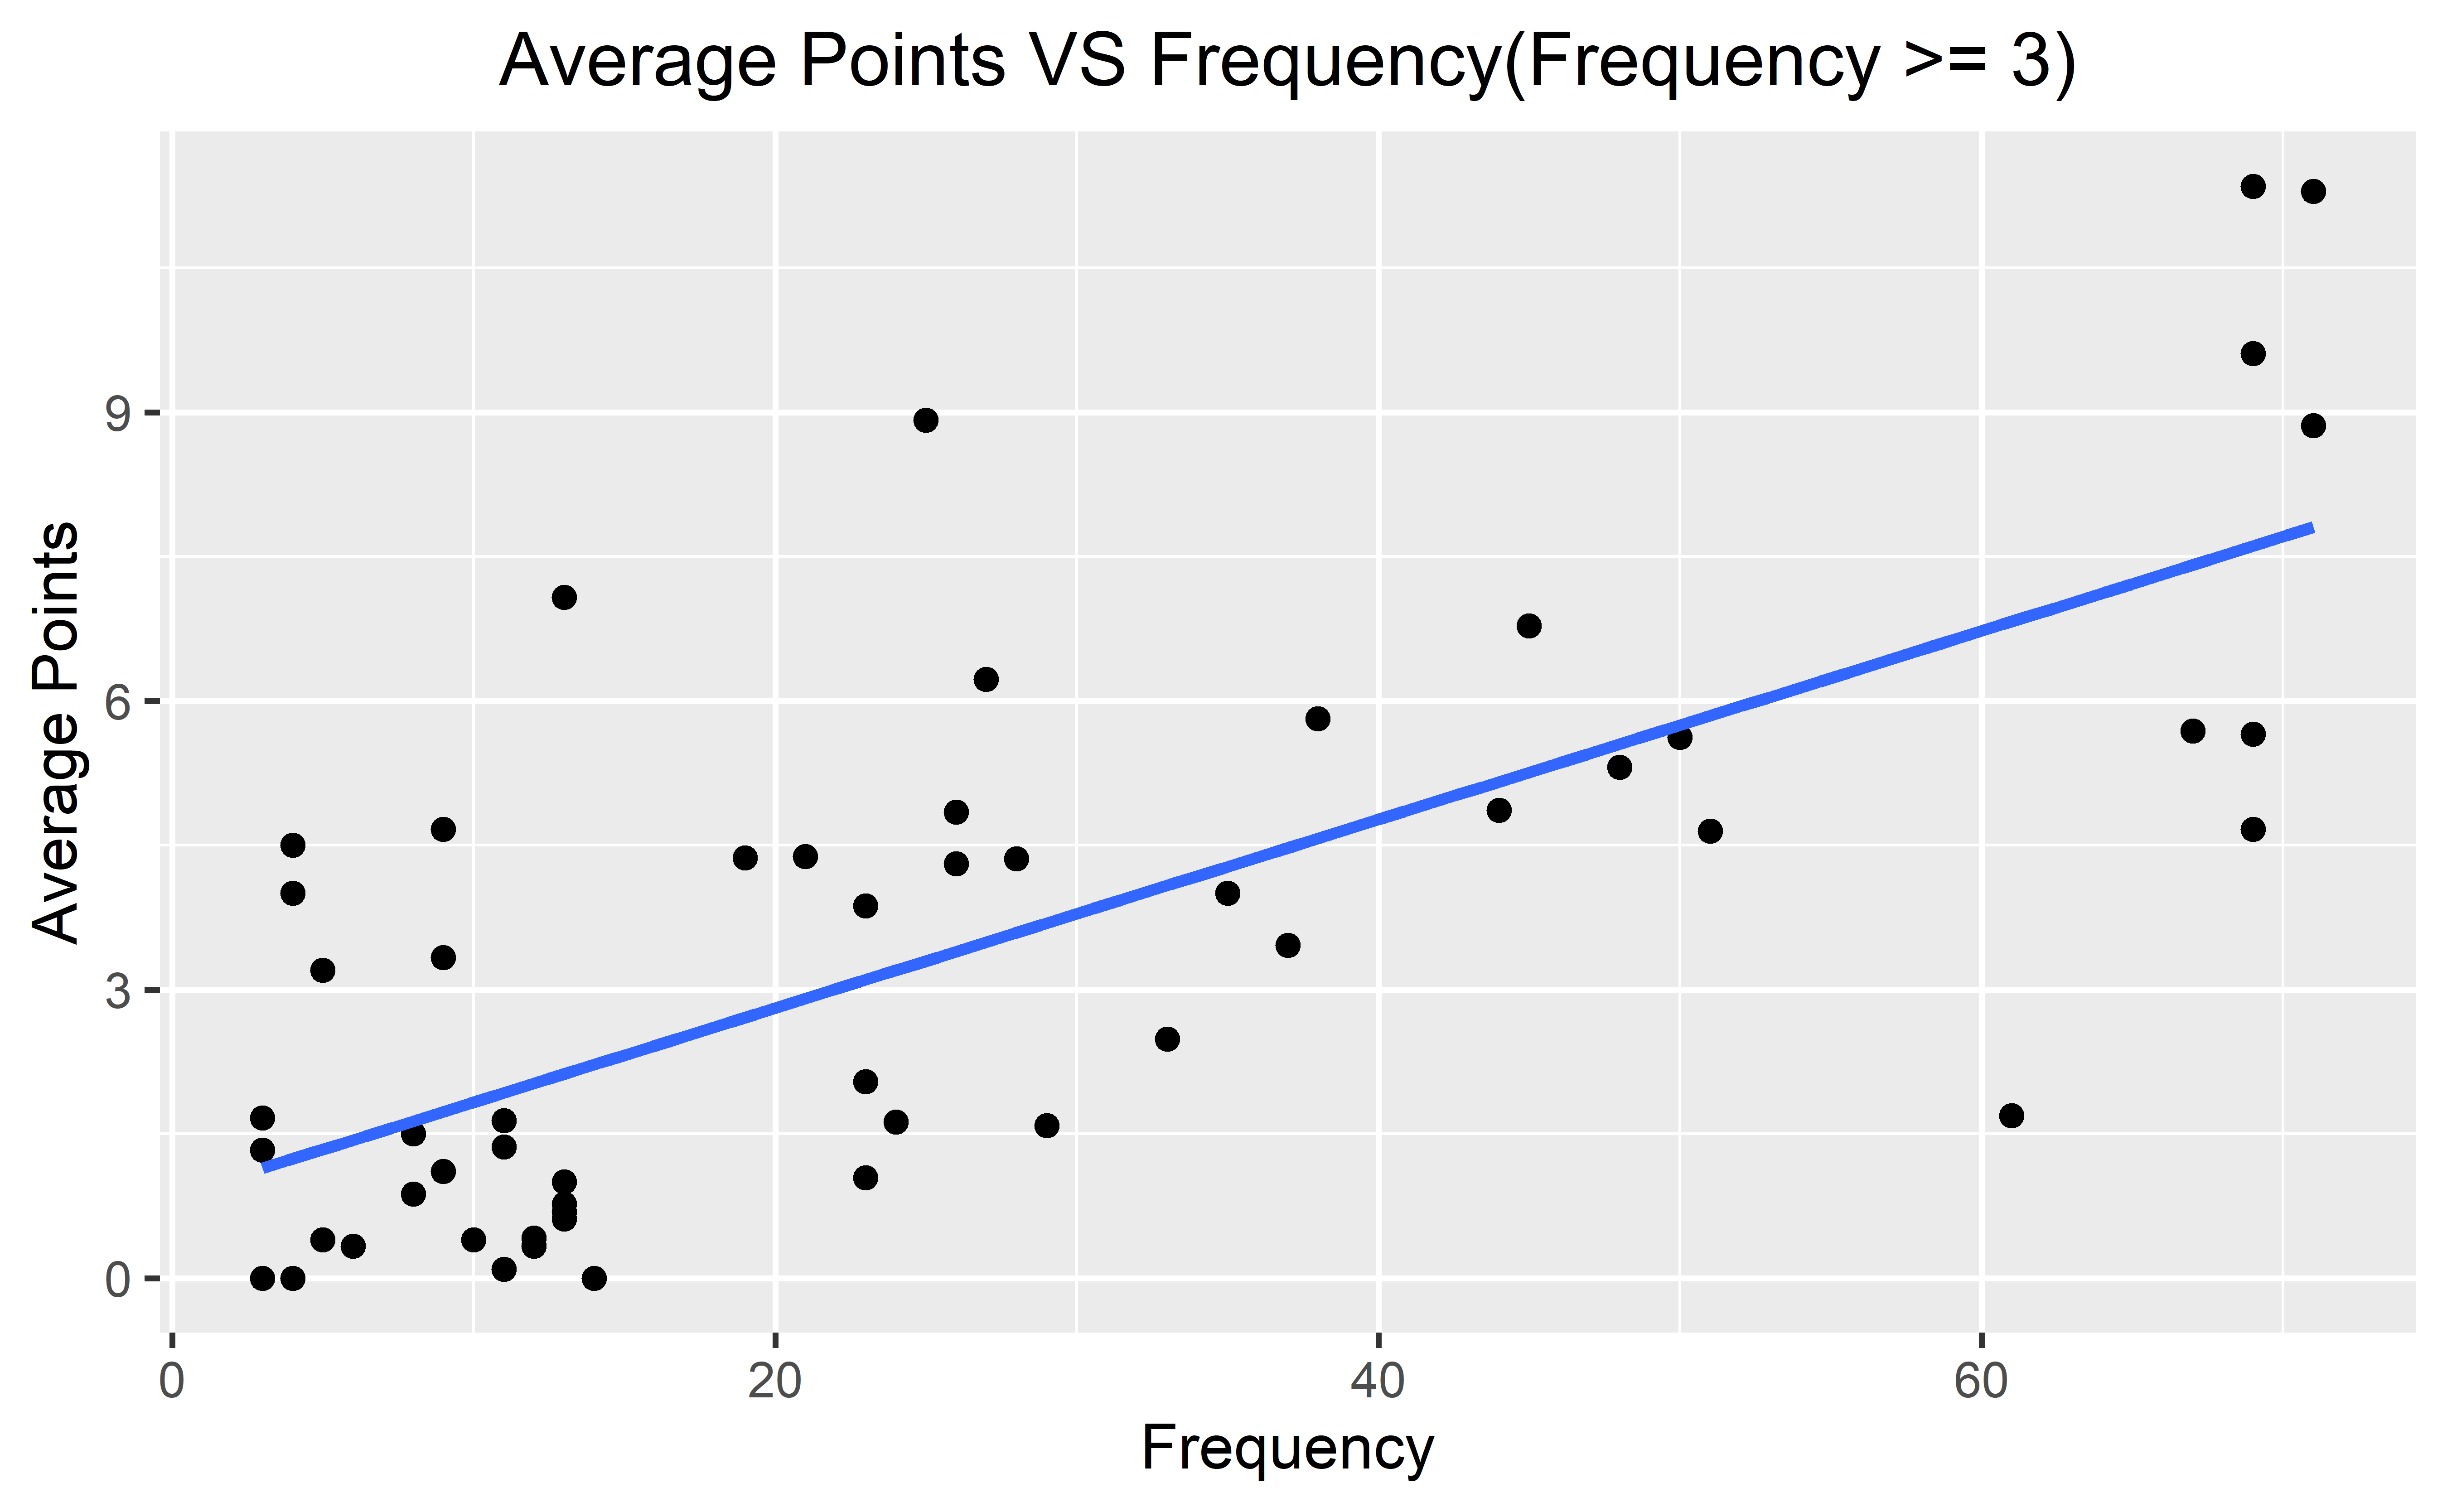 Average Points VS Frequency(Frequency >= 3)
Average Points
9
6
3
0
0 20 40 60
Frequency